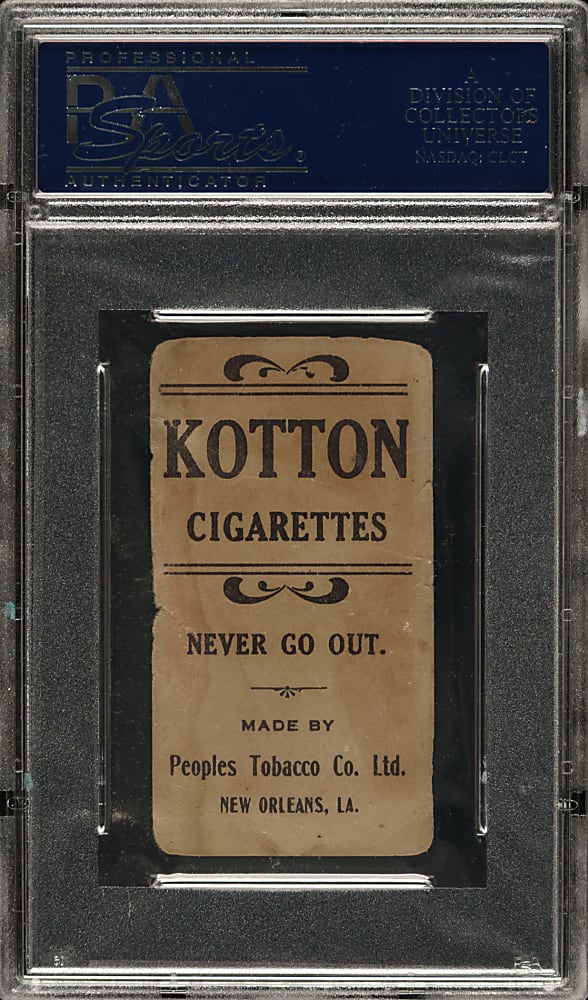 PROFESSIONAL
PSA
Sports®
AUTHENTICATOR
A
DIVISION OF
COLLECTORS
UNIVERSE
NASDAQ: CLCT
KOTTON
CIGARETTES
NEVER GO OUT.
MADE BY
Peoples Tobacco Co. Ltd.
NEW ORLEANS, LA.
PSA